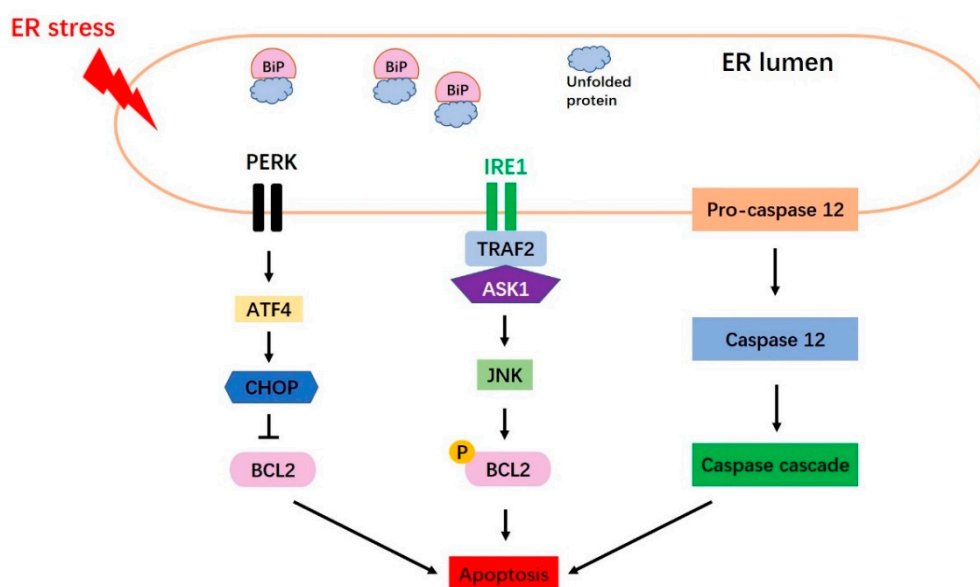 ER stress
BiP
BiP
BiP
Unfolded
protein
ER lumen
PERK
IRE1
Pro-caspase 12
TRAF2
ASK1
ATF4
Caspase 12
CHOP
JNK
BCL2
P
BCL2
Caspase cascade
Apoptosis